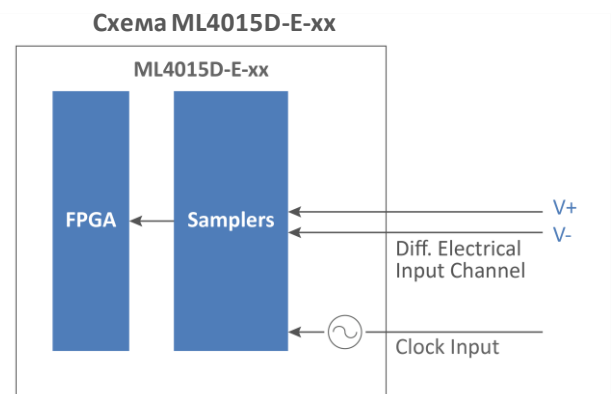 Схема ML4015D-E-xx
ML4015D-E-xx
FPGA
Samplers
V+
V-
Diff. Electrical
Input Channel
Clock Input